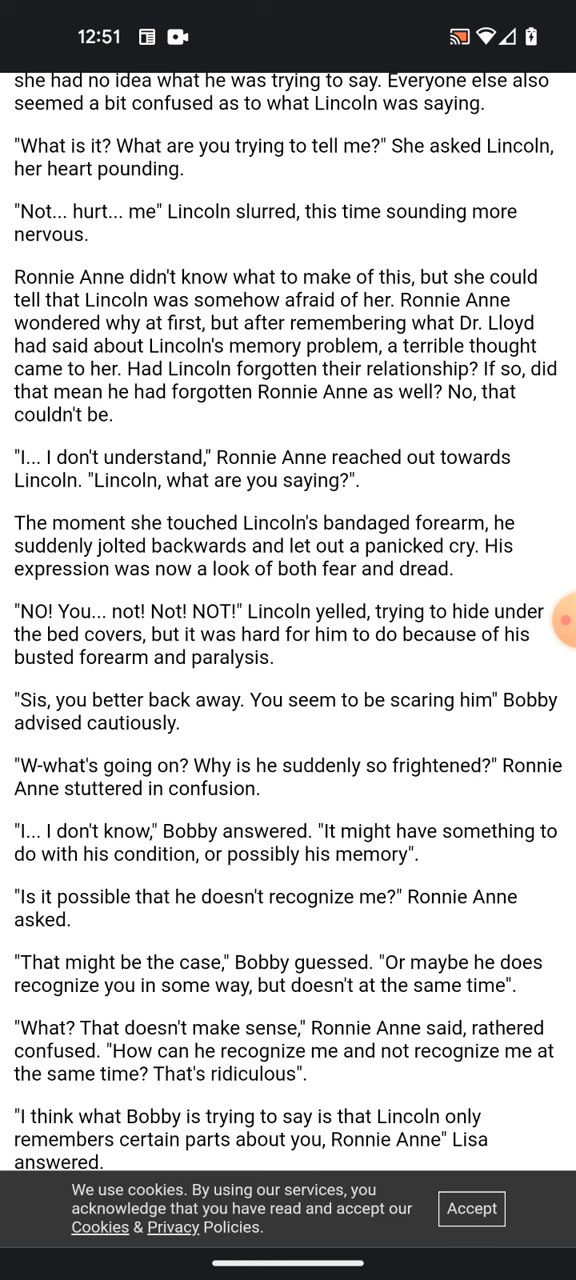 12:51
she had no idea what he was trying to say. Everyone else also
seemed a bit confused as to what Lincoln was saying.
"What is it? What are you trying to tell me?" She asked Lincoln,
her heart pounding.
"Not... hurt... me" Lincoln slurred, this time sounding more
nervous.
Ronnie Anne didn't know what to make of this, but she could
tell that Lincoln was somehow afraid of her. Ronnie Anne
wondered why at first, but after remembering what Dr. Lloyd
had said about Lincoln's memory problem, a terrible thought
came to her. Had Lincoln forgotten their relationship? If so, did
that mean he had forgotten Ronnie Anne as well? No, that
couldn't be.
"I... I don't understand," Ronnie Anne reached out towards
Lincoln. "Lincoln, what are you saying?".
The moment she touched Lincoln's bandaged forearm, he
suddenly jolted backwards and let out a panicked cry. His
expression was now a look of both fear and dread.
"NO! You... not! Not! NOT!" Lincoln yelled, trying to hide under
the bed covers, but it was hard for him to do because of his
busted forearm and paralysis.
"Sis, you better back away. You seem to be scaring him" Bobby
advised cautiously.
"W-what's going on? Why is he suddenly so frightened?" Ronnie
Anne stuttered in confusion.
"I... I don't know," Bobby answered. "It might have something to
do with his condition, or possibly his memory".
"Is it possible that he doesn't recognize me?" Ronnie Anne
asked.
"That might be the case," Bobby guessed. "Or maybe he does
recognize you in some way, but doesn't at the same time".
"What? That doesn't make sense," Ronnie Anne said, rathered
confused. "How can he recognize me and not recognize me at
the same time? That's ridiculous".
"I think what Bobby is trying to say is that Lincoln only
remembers certain parts about you, Ronnie Anne" Lisa
answered.
We use cookies. By using our services, you
acknowledge that you have read and accept our
Cookies & Privacy Policies.
Accept